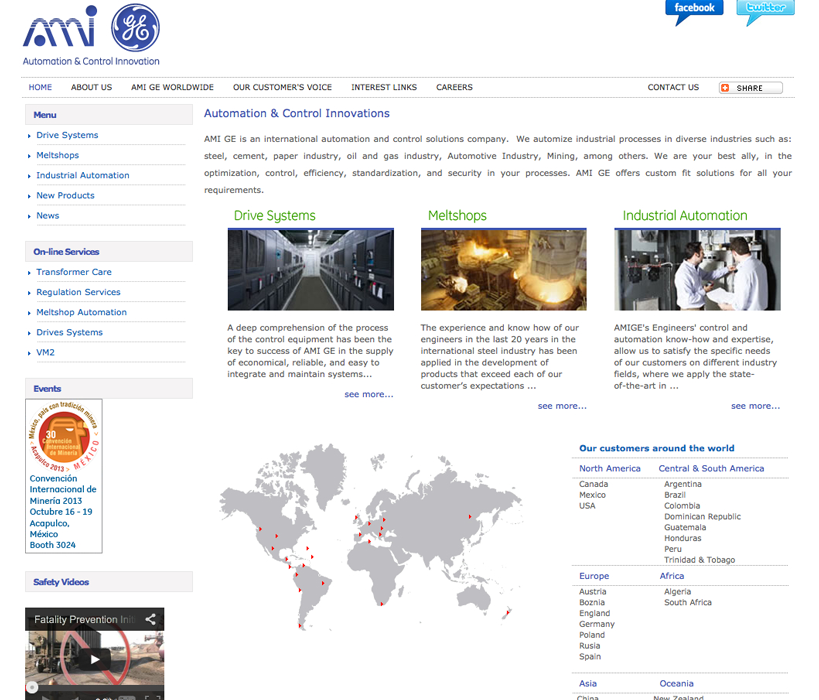 facebook
twitter
ami GE
Automation & Control Innovation
HOME ABOUT US AMI GE WORLDWIDE OUR CUSTOMER'S VOICE INTEREST LINKS CAREERS CONTACT US SHARE
Menu
Drive Systems
Meltshops
Industrial Automation
New Products
News
On-line Services
Transformer Care
Regulation Services
Meltshop Automation
Drives Systems
VM2
Events
México, país con tradición minera
30
Convención
Internacional
de Minería
Acapulco 2013 MÉXICO
Convención
Internacional de
Minería 2013
Octubre 16 - 19
Acapulco,
México
Booth 3024
Safety Videos
Fatality Prevention Init
Automation & Control Innovations
AMI GE is an international automation and control solutions company. We automize industrial processes in diverse industries such as:
steel, cement, paper industry, oil and gas industry, Automotive Industry, Mining, among others. We are your best ally, in the
optimization, control, efficiency, standardization, and security in your processes. AMI GE offers custom fit solutions for all your
requirements.
Drive Systems
A deep comprehension of the process
of the control equipment has been the
key to success of AMI GE in the supply
of economical, reliable, and easy to
integrate and maintain systems...
see more...
Meltshops
The experience and know how of our
engineers in the last 20 years in the
international steel industry has been
applied in the development of
products that exceed each of our
customer's expectations ...
see more...
Industrial Automation
AMIGE's Engineers' control and
automation know-how and expertise,
allow us to satisfy the specific needs
of our customers on different industry
fields, where we apply the state-
of-the-art in ...
see more...
Our customers around the world
North America
Canada
Mexico
USA
Central & South America
Argentina
Brazil
Colombia
Dominican Republic
Guatemala
Honduras
Peru
Trinidad & Tobago
Europe
Austria
Boznia
England
Germany
Poland
Rusia
Spain
Africa
Algeria
South Africa
Asia
China
Oceania
New Zealand